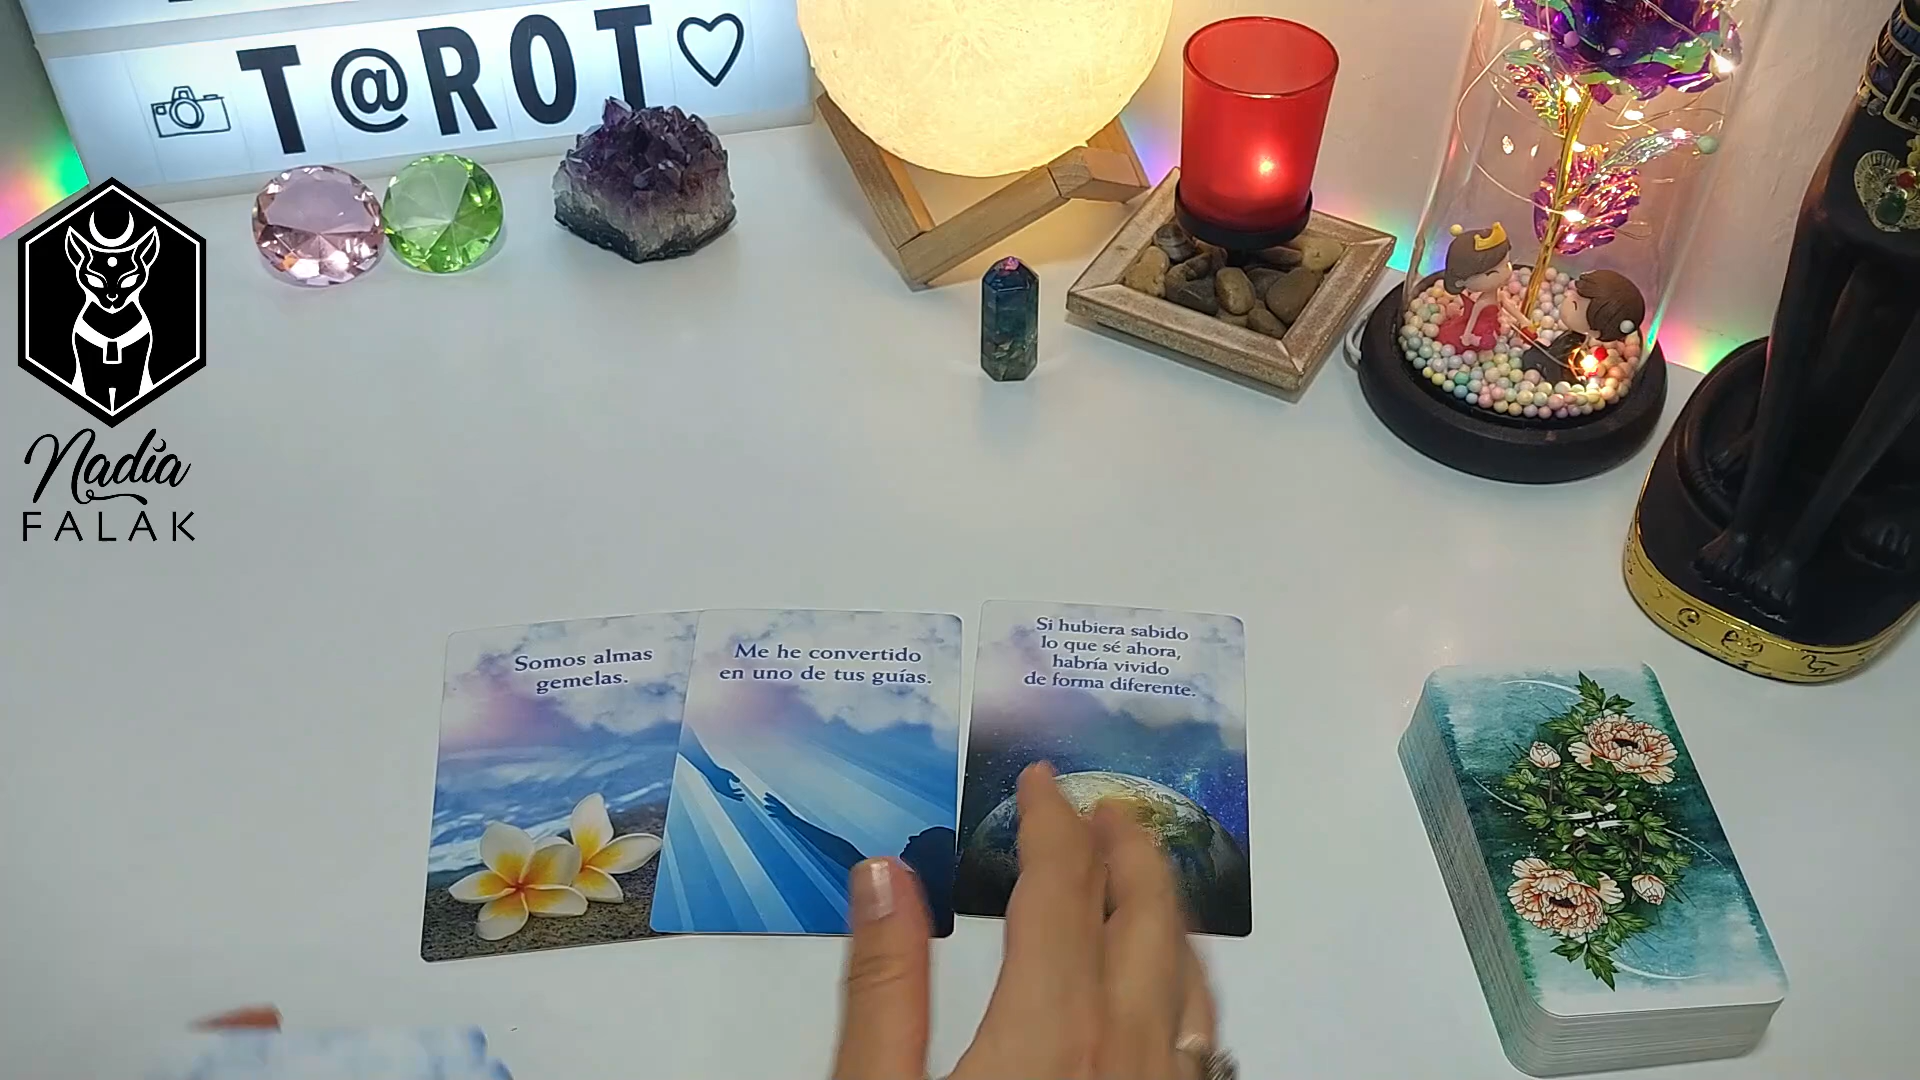 T@ROT
Nadia
FALAK
Somos almas
gemelas.
Me he convertido
en uno de tus guías.
Si hubiera sabido
lo que sé ahora,
habría vivido
de forma diferente.